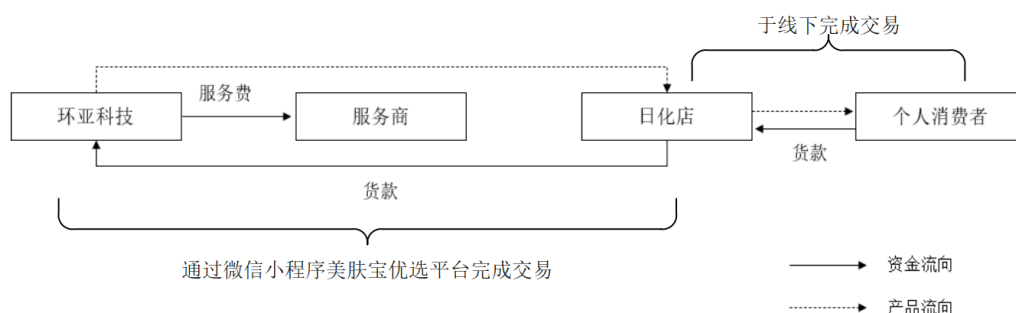 于线下完成交易
环亚科技
服务费
服务商
日化店
个人消费者
货款
货款
通过微信小程序美肤宝优选平台完成交易
资金流向
产品流向